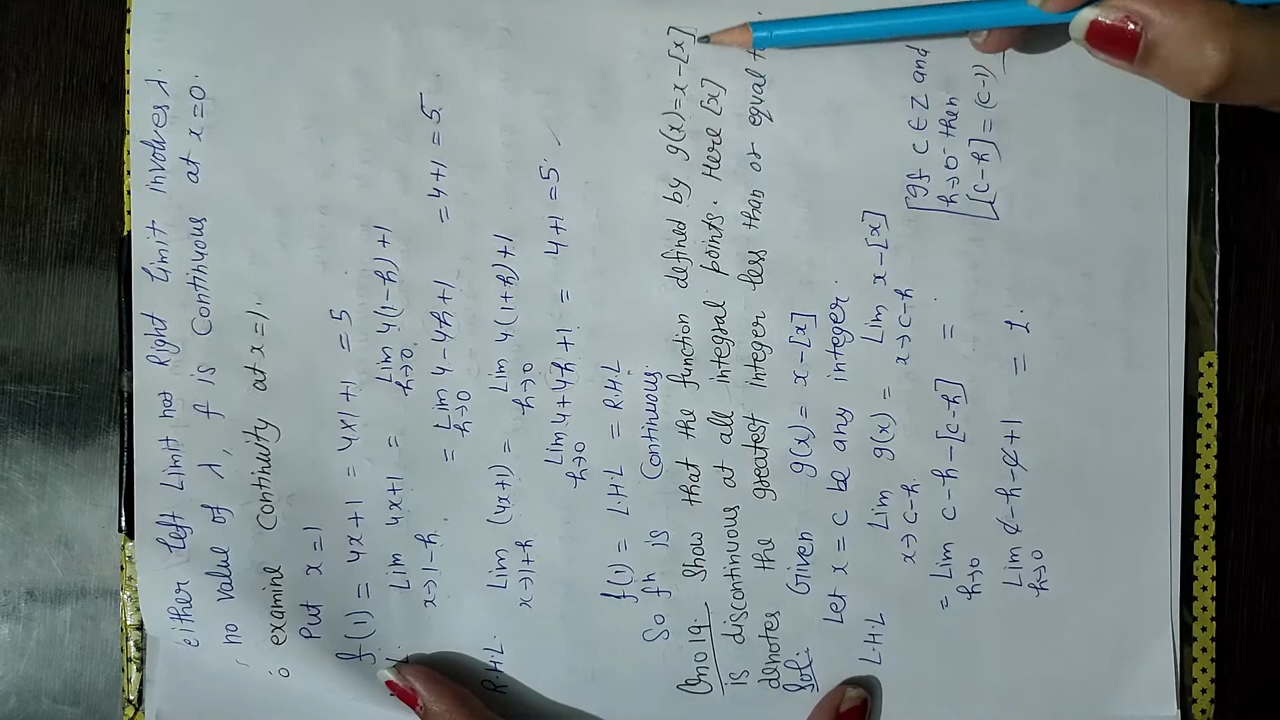 either left limit nor Right limit involves λ.
no value of λ, f is continuous at x=0.
examine continuity at x=1.
Put x=1
f(1) = 4x+1 = 4×1+1 = 5
L. Lim x→1-h 4x+1 = Lim h→0 4(1-h)+1
= Lim h→0 4-4h+1 = 4+1 = 5.
R.H.L. Lim x→1+h (4x+1) = Lim h→0 4(1+h)+1
Lim h→0 4+4h+1 = 4+1 = 5.
f(1) = L.H.L = R.H.L
So fn is Continuous.
Qno 19. Show that the function defined by g(x)=x-[x]
is discontinuous at all integral points. Here [x]
denotes the greatest integer less than or equal
Sol. Given g(x) = x-[x]
Let x=c be any integer.
L.H.L Lim x→c-h g(x) = Lim x→c-h x-[x]
= Lim h→0 c-h-[c-h] =
[gf c∈Z and
h→0⁻ then
[c-h]=(c-1)
Lim h→0 c-h-c+1 = 1.